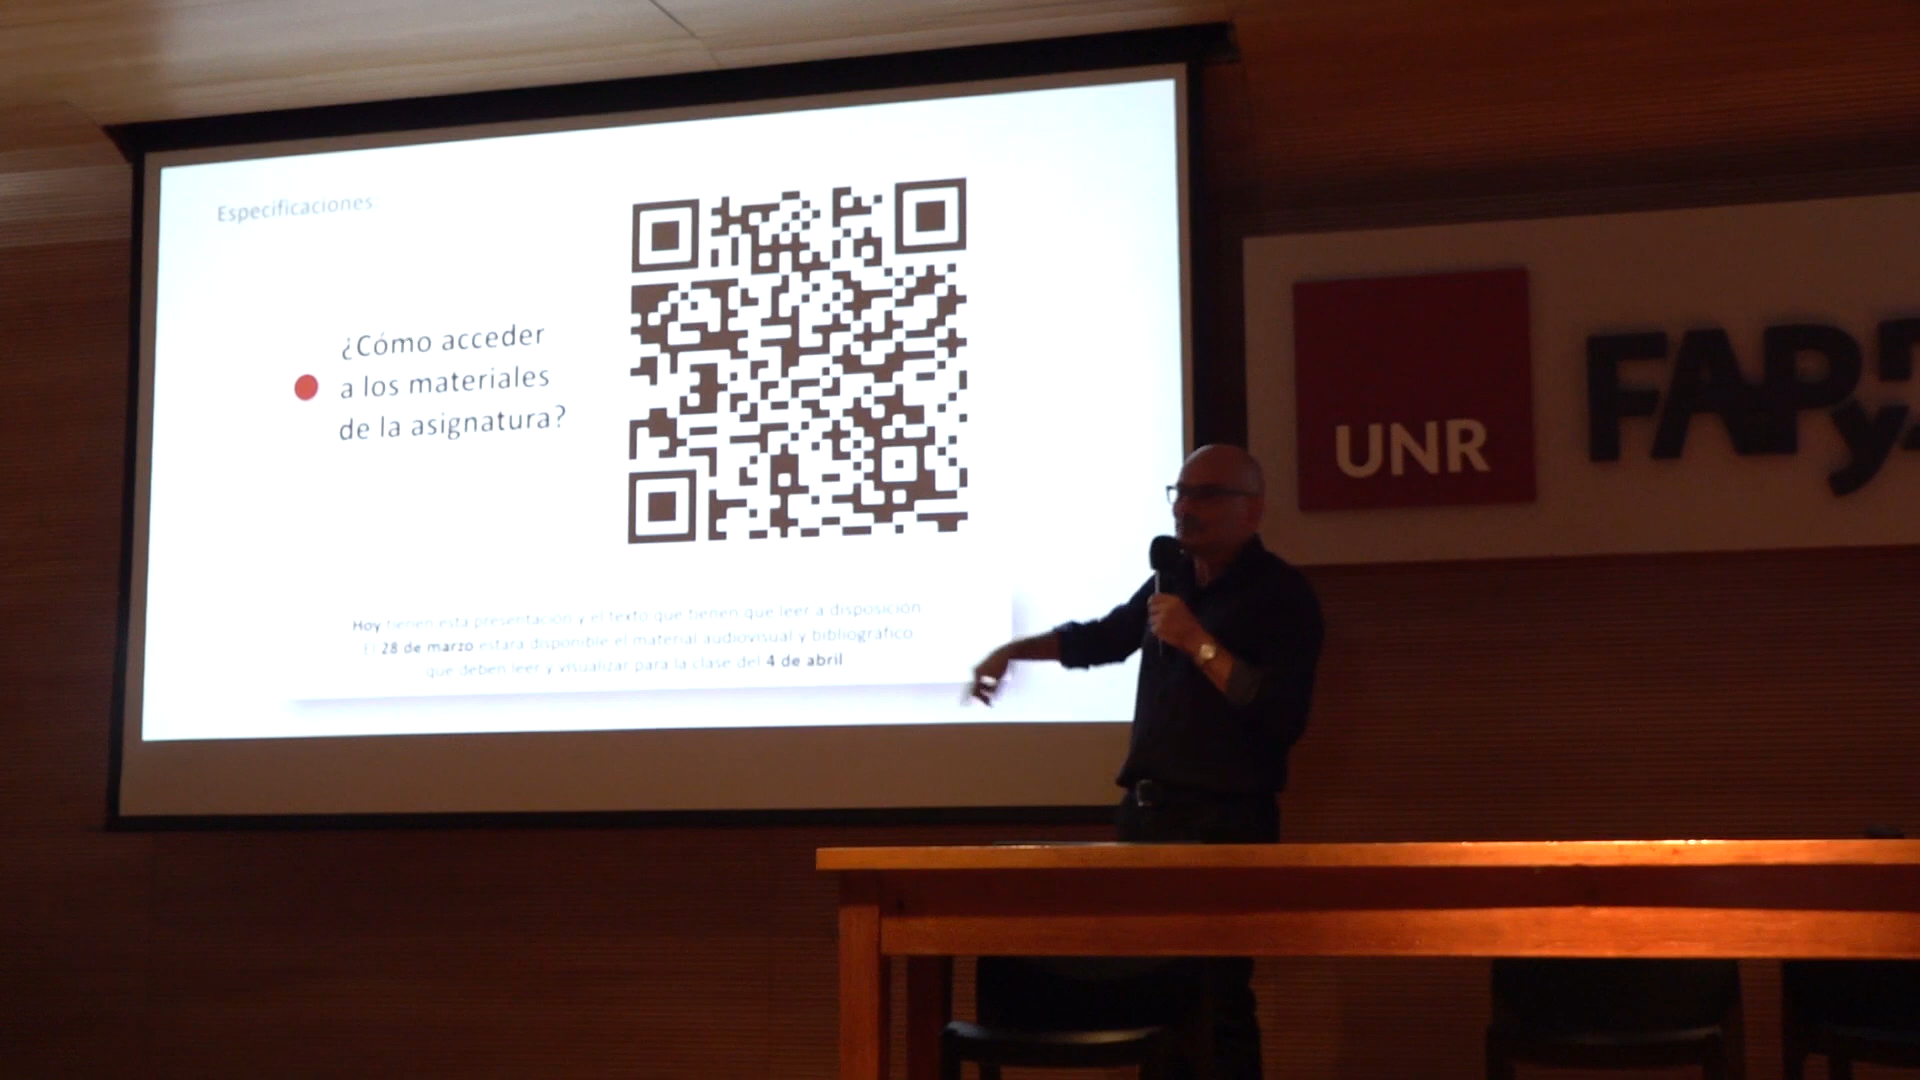 Especificaciones:
¿Cómo acceder
a los materiales
de la asignatura?
Hoy tienen esta presentación y el texto que tienen que leer a disposición
El 28 de marzo estará disponible el material audiovisual y bibliográfico
que deben leer y visualizar para la clase del 4 de abril
UNR
FAPy